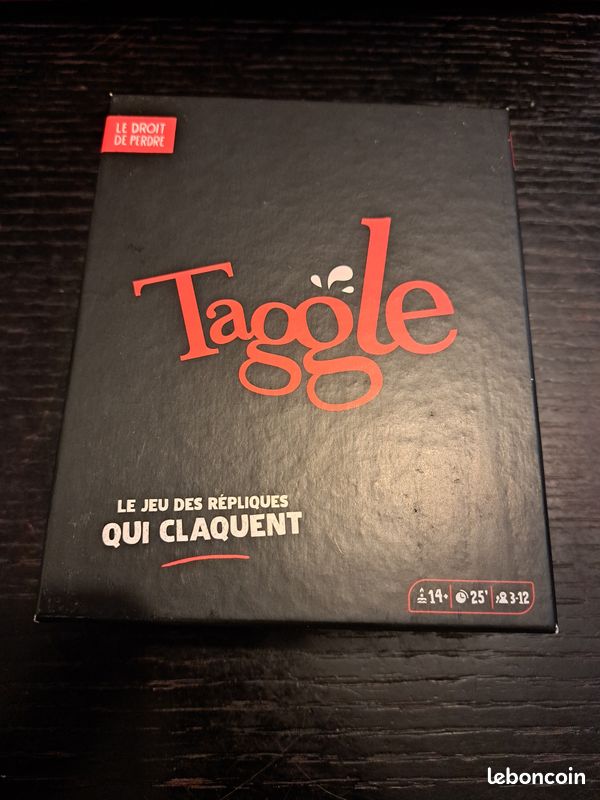 LE DROIT
DE PERDRE
Taggle
LE JEU DES RÉPLIQUES
QUI CLAQUENT
14+ 25' 3-12
leboncoin